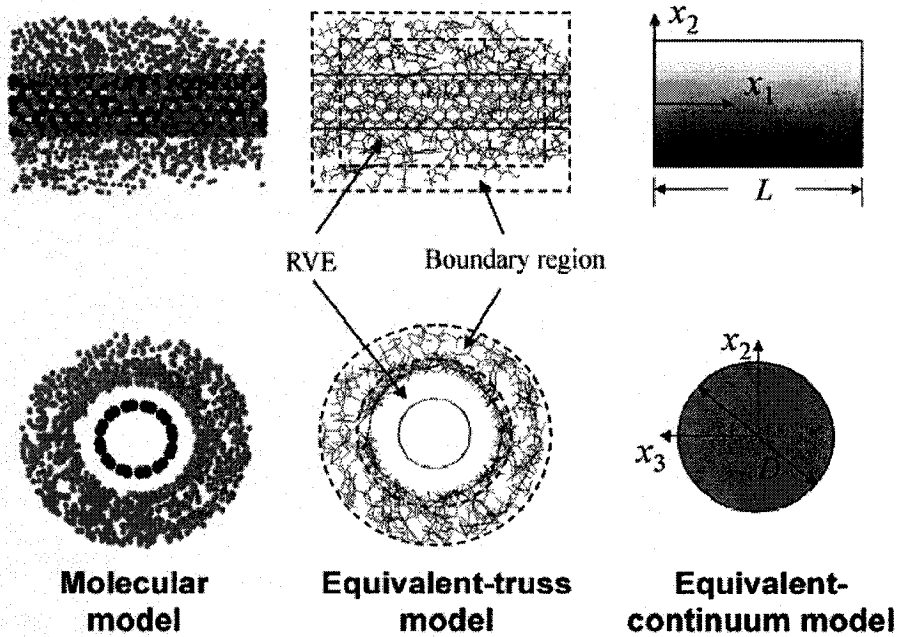 x₂
x₁
L
RVE
Boundary region
x₂
x₃
D
Molecular
model
Equivalent-truss
model
Equivalent-
continuum model